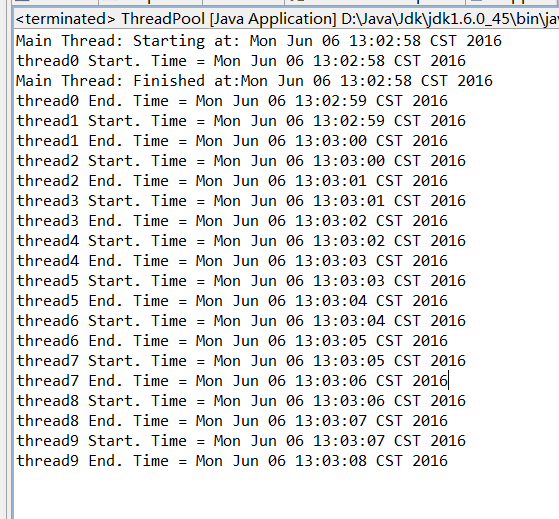 <terminated> ThreadPool [Java Application] D:\Java\Jdk\jdk1.6.0_45\bin\jav
Main Thread: Starting at: Mon Jun 06 13:02:58 CST 2016
thread0 Start. Time = Mon Jun 06 13:02:58 CST 2016
Main Thread: Finished at:Mon Jun 06 13:02:58 CST 2016
thread0 End. Time = Mon Jun 06 13:02:59 CST 2016
thread1 Start. Time = Mon Jun 06 13:02:59 CST 2016
thread1 End. Time = Mon Jun 06 13:03:00 CST 2016
thread2 Start. Time = Mon Jun 06 13:03:00 CST 2016
thread2 End. Time = Mon Jun 06 13:03:01 CST 2016
thread3 Start. Time = Mon Jun 06 13:03:01 CST 2016
thread3 End. Time = Mon Jun 06 13:03:02 CST 2016
thread4 Start. Time = Mon Jun 06 13:03:02 CST 2016
thread4 End. Time = Mon Jun 06 13:03:03 CST 2016
thread5 Start. Time = Mon Jun 06 13:03:03 CST 2016
thread5 End. Time = Mon Jun 06 13:03:04 CST 2016
thread6 Start. Time = Mon Jun 06 13:03:04 CST 2016
thread6 End. Time = Mon Jun 06 13:03:05 CST 2016
thread7 Start. Time = Mon Jun 06 13:03:05 CST 2016
thread7 End. Time = Mon Jun 06 13:03:06 CST 2016
thread8 Start. Time = Mon Jun 06 13:03:06 CST 2016
thread8 End. Time = Mon Jun 06 13:03:07 CST 2016
thread9 Start. Time = Mon Jun 06 13:03:07 CST 2016
thread9 End. Time = Mon Jun 06 13:03:08 CST 2016